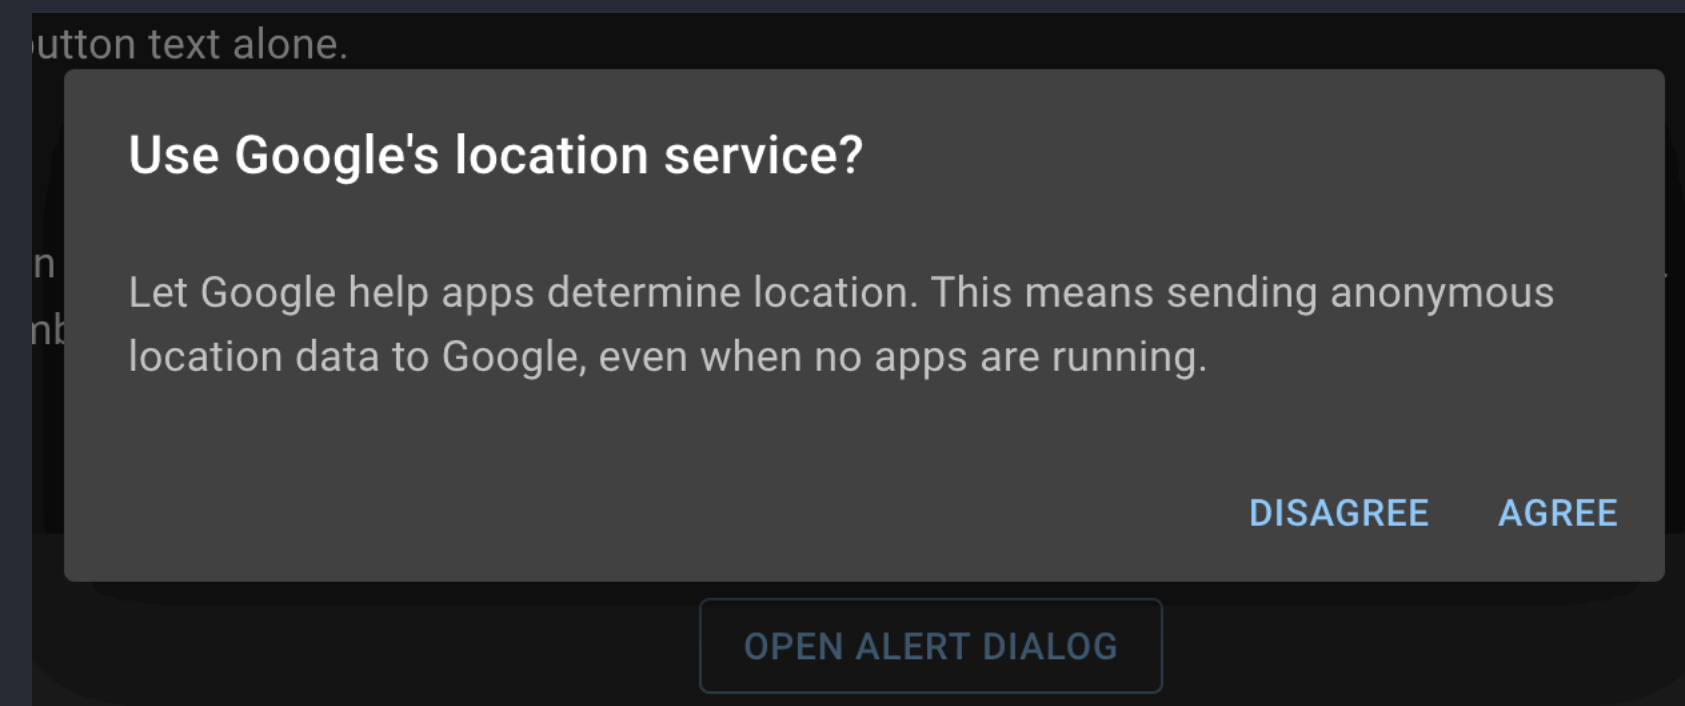 button text alone.
Use Google's location service?
Let Google help apps determine location. This means sending anonymous
location data to Google, even when no apps are running.
DISAGREE AGREE
OPEN ALERT DIALOG